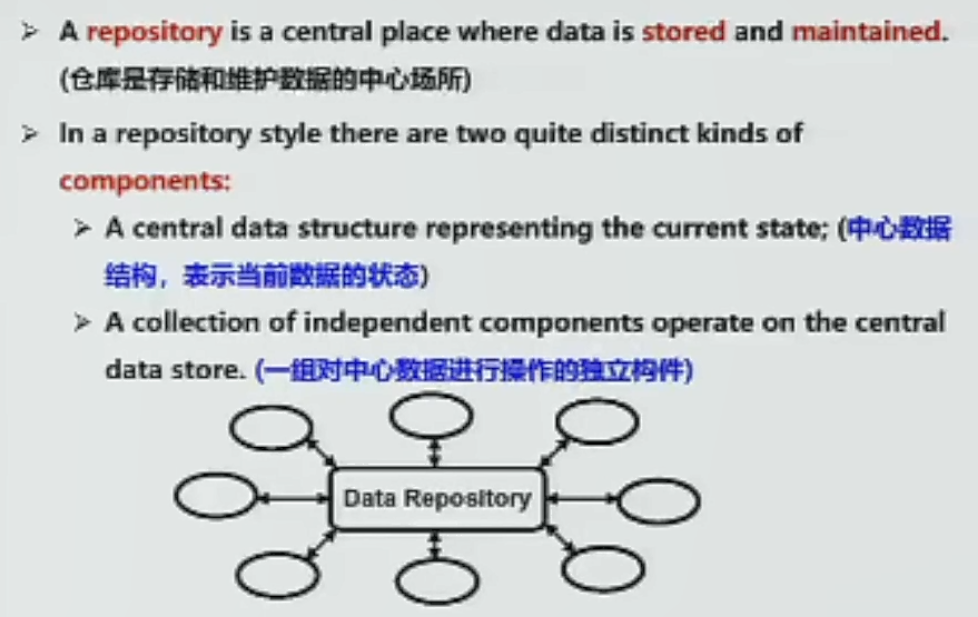 ➢ A repository is a central place where data is stored and maintained.
(仓库是存储和维护数据的中心场所)
➢ In a repository style there are two quite distinct kinds of
components:
➢ A central data structure representing the current state; (中心数据
结构，表示当前数据的状态)
➢ A collection of independent components operate on the central
data store. (一组对中心数据进行操作的独立构件)
Data Repository